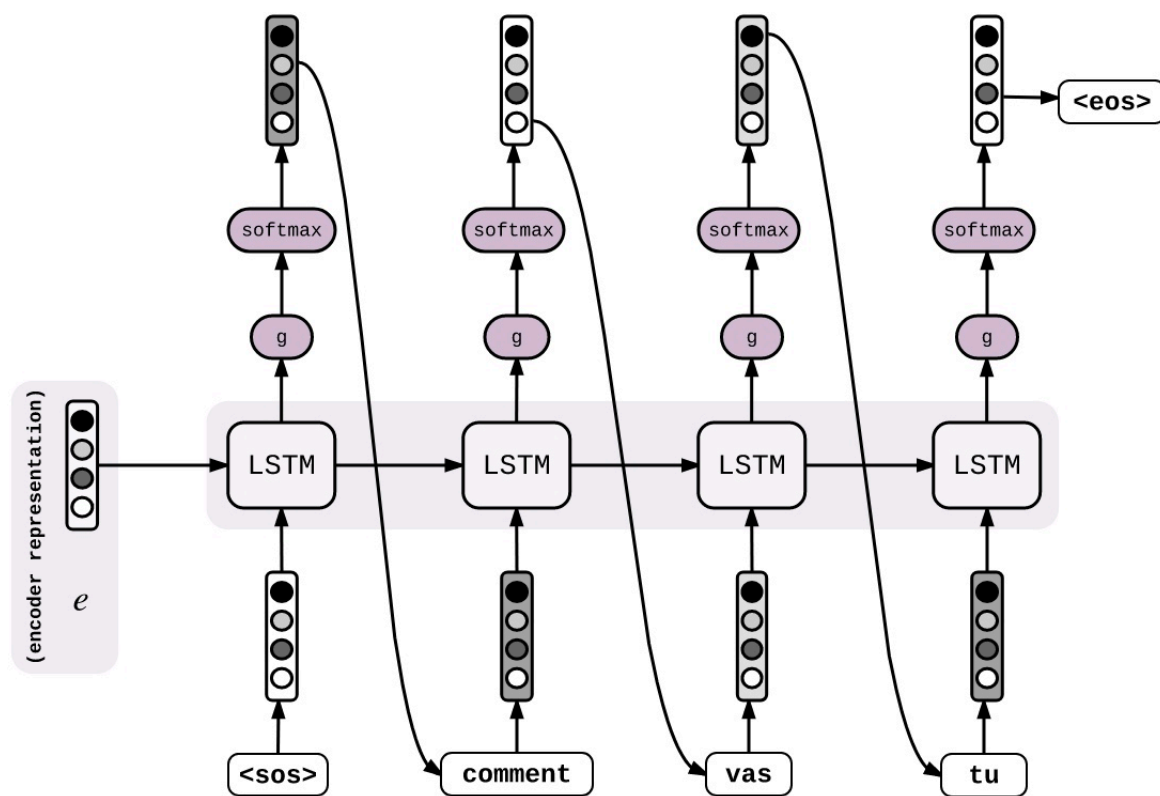 <eos>
softmax
softmax
softmax
softmax
g
g
g
g
(encoder representation)
e
LSTM
LSTM
LSTM
LSTM
<sos>
comment
vas
tu